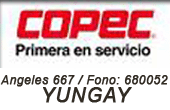 COPEC
Primera en servicio
Angeles 667 / Fono: 680052
YUNGAY